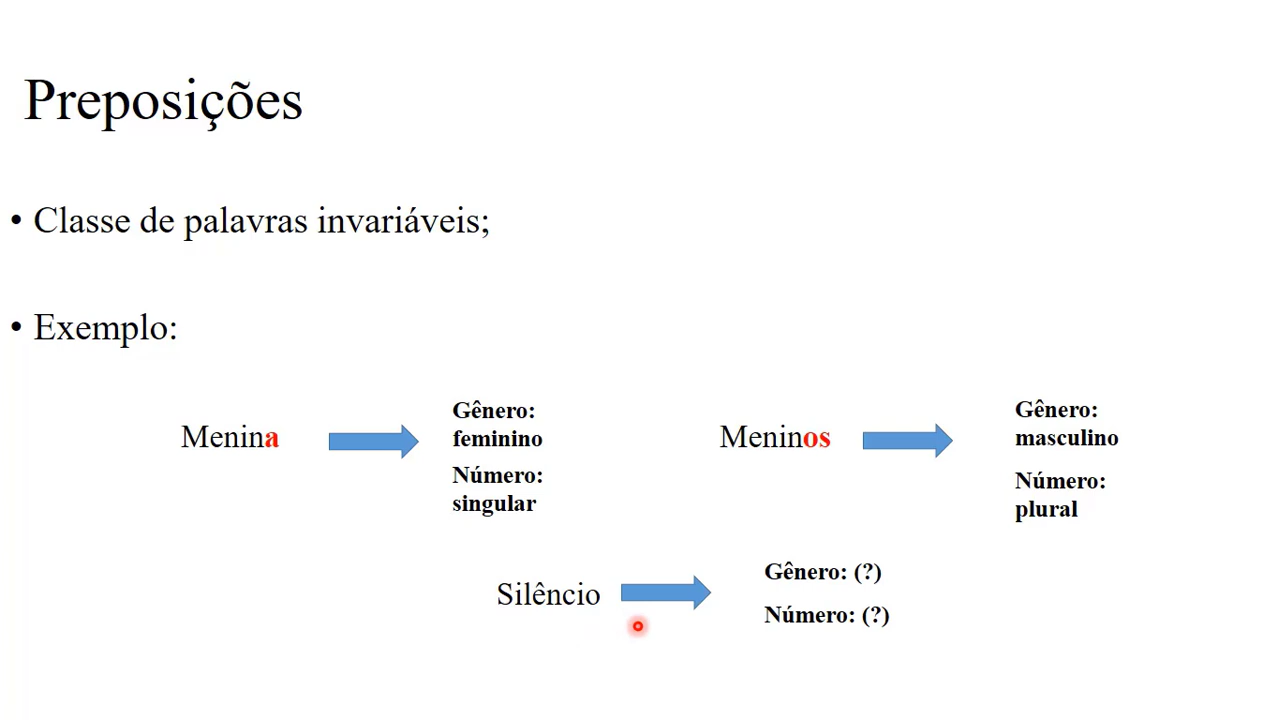 Preposições
• Classe de palavras invariáveis;
• Exemplo:
Menina
Gênero:
feminino
Número:
singular
Meninos
Gênero:
masculino
Número:
plural
Silêncio
Gênero: (?)
Número: (?)